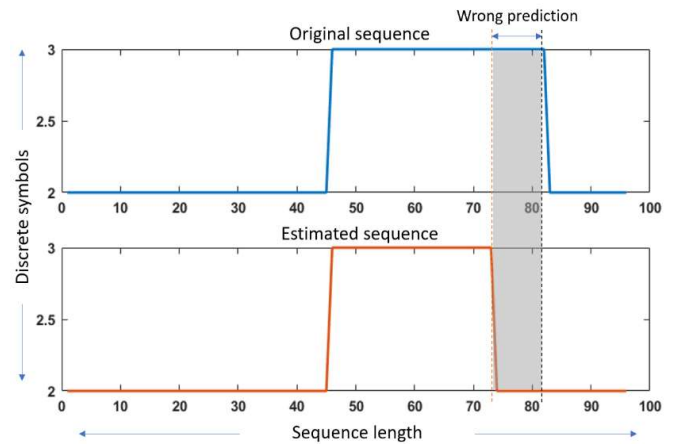 Wrong prediction
Original sequence
3
2.5
2
0 10 20 30 40 50 60 70 80 90 100
Discrete symbols
Estimated sequence
3
2.5
2
0 10 20 30 40 50 60 70 80 90 100
Sequence length